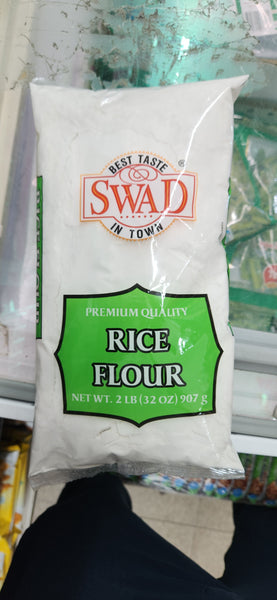 BEST TASTE
®
SWAD
IN TOWN
PREMIUM QUALITY
RICE
FLOUR
NET WT. 2 LB (32 OZ) 907 g